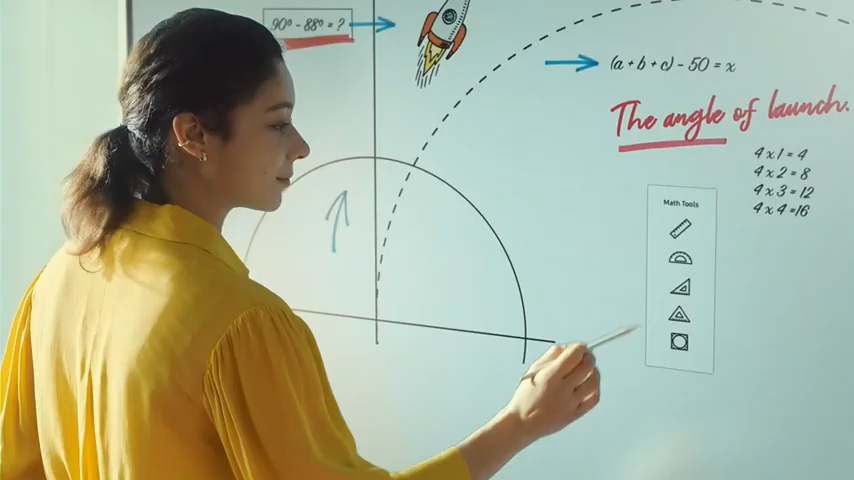 90° - 88° = ?
(a + b + c) - 50 = x
The angle of launch.
4 x 1 = 4
4 x 2 = 8
4 x 3 = 12
4 x 4 =16
Math Tools